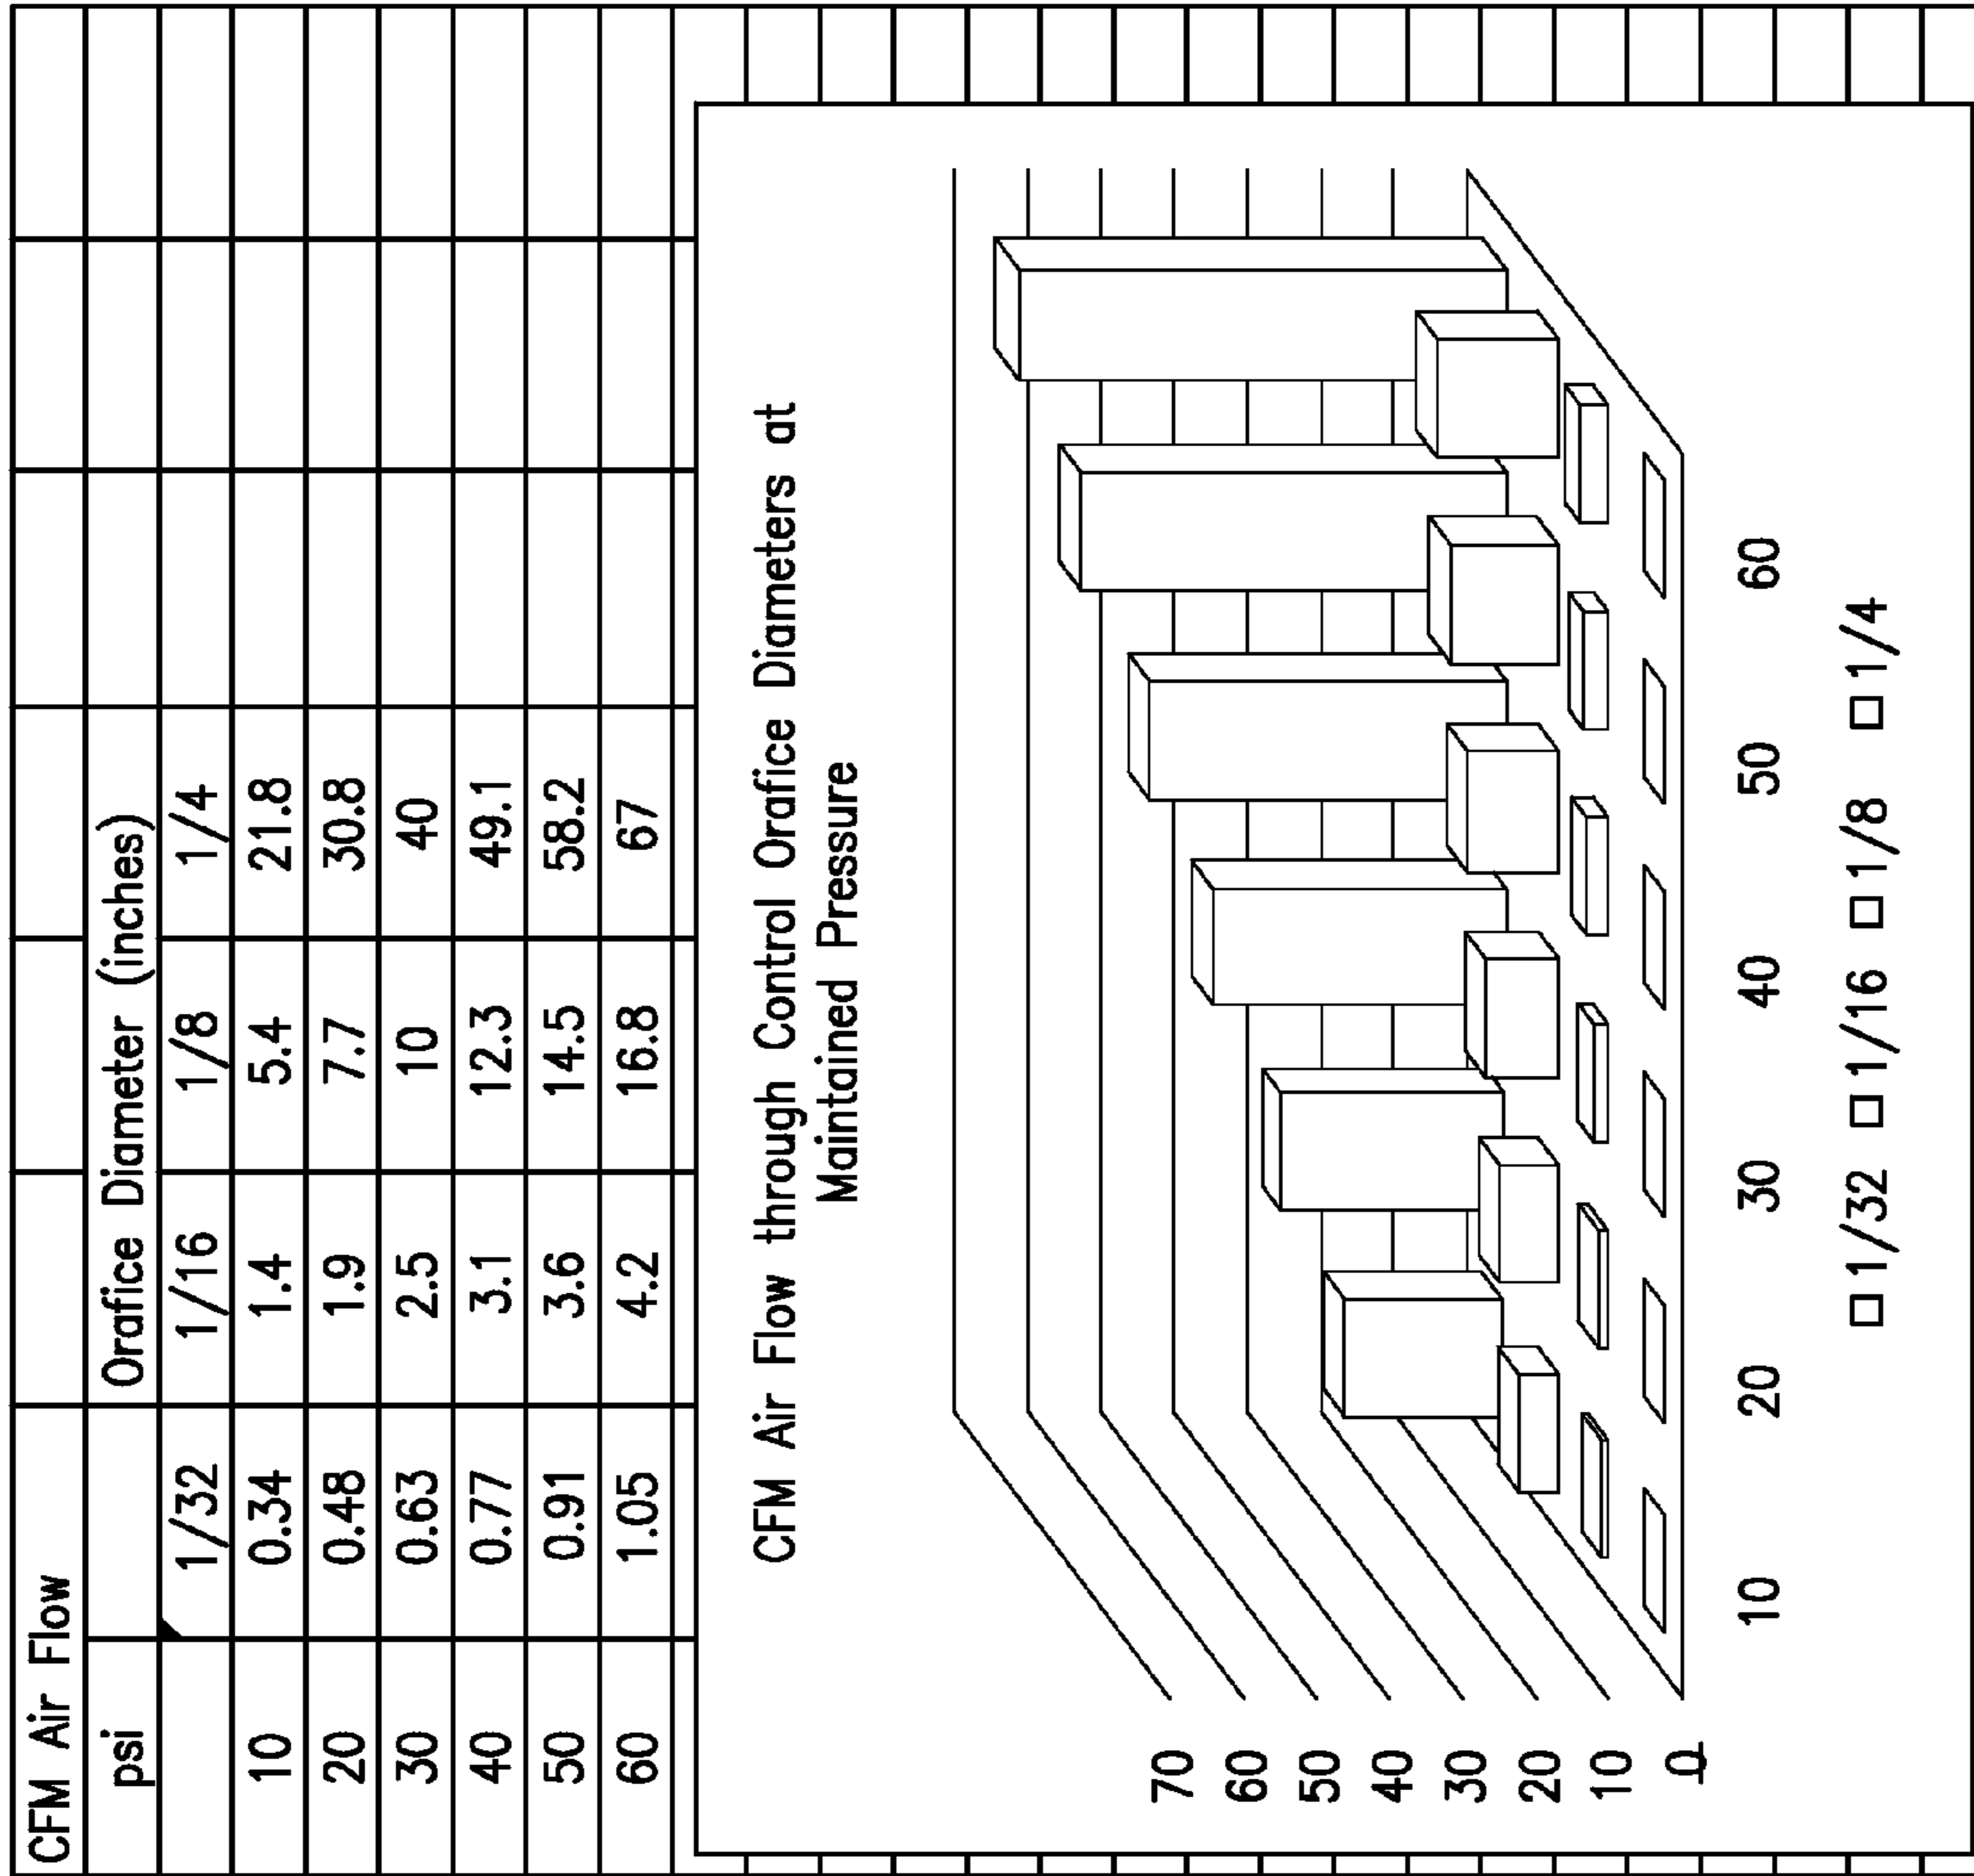 CFM Air Flow
psi Orafice Diameter (inches)
1/32 1/16 1/8 1/4
10 0.34 1.4 5.4 21.8
20 0.48 1.9 7.7 30.8
30 0.63 2.5 10 40
40 0.77 3.1 12.3 49.1
50 0.91 3.6 14.5 58.2
60 1.05 4.2 16.8 67
CFM Air Flow through Control Orafice Diameters at
Maintained Pressure
70
60
50
40
30
20
10
0
10 20 30 40 50 60
1/32 1/16 1/8 1/4